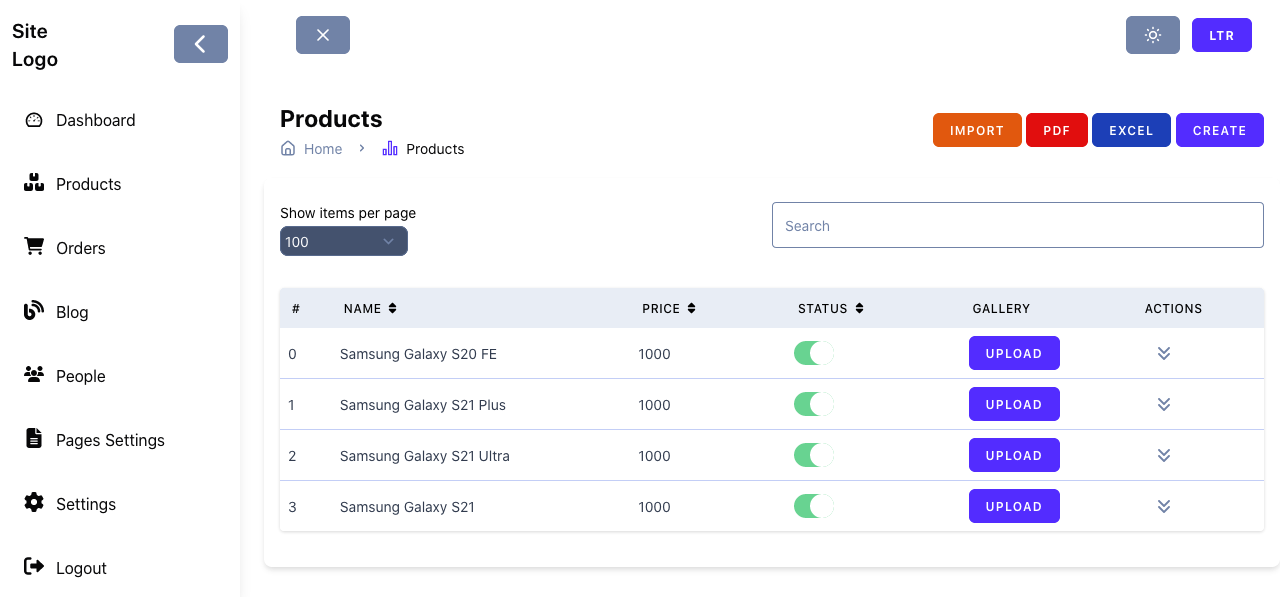 Site
Logo
LTR
Dashboard
Products
Orders
Blog
People
Pages Settings
Settings
Logout
Products
Home
Products
IMPORT
PDF
EXCEL
CREATE
Show items per page
100
Search
# NAME PRICE STATUS GALLERY ACTIONS
0 Samsung Galaxy S20 FE 1000 UPLOAD
1 Samsung Galaxy S21 Plus 1000 UPLOAD
2 Samsung Galaxy S21 Ultra 1000 UPLOAD
3 Samsung Galaxy S21 1000 UPLOAD